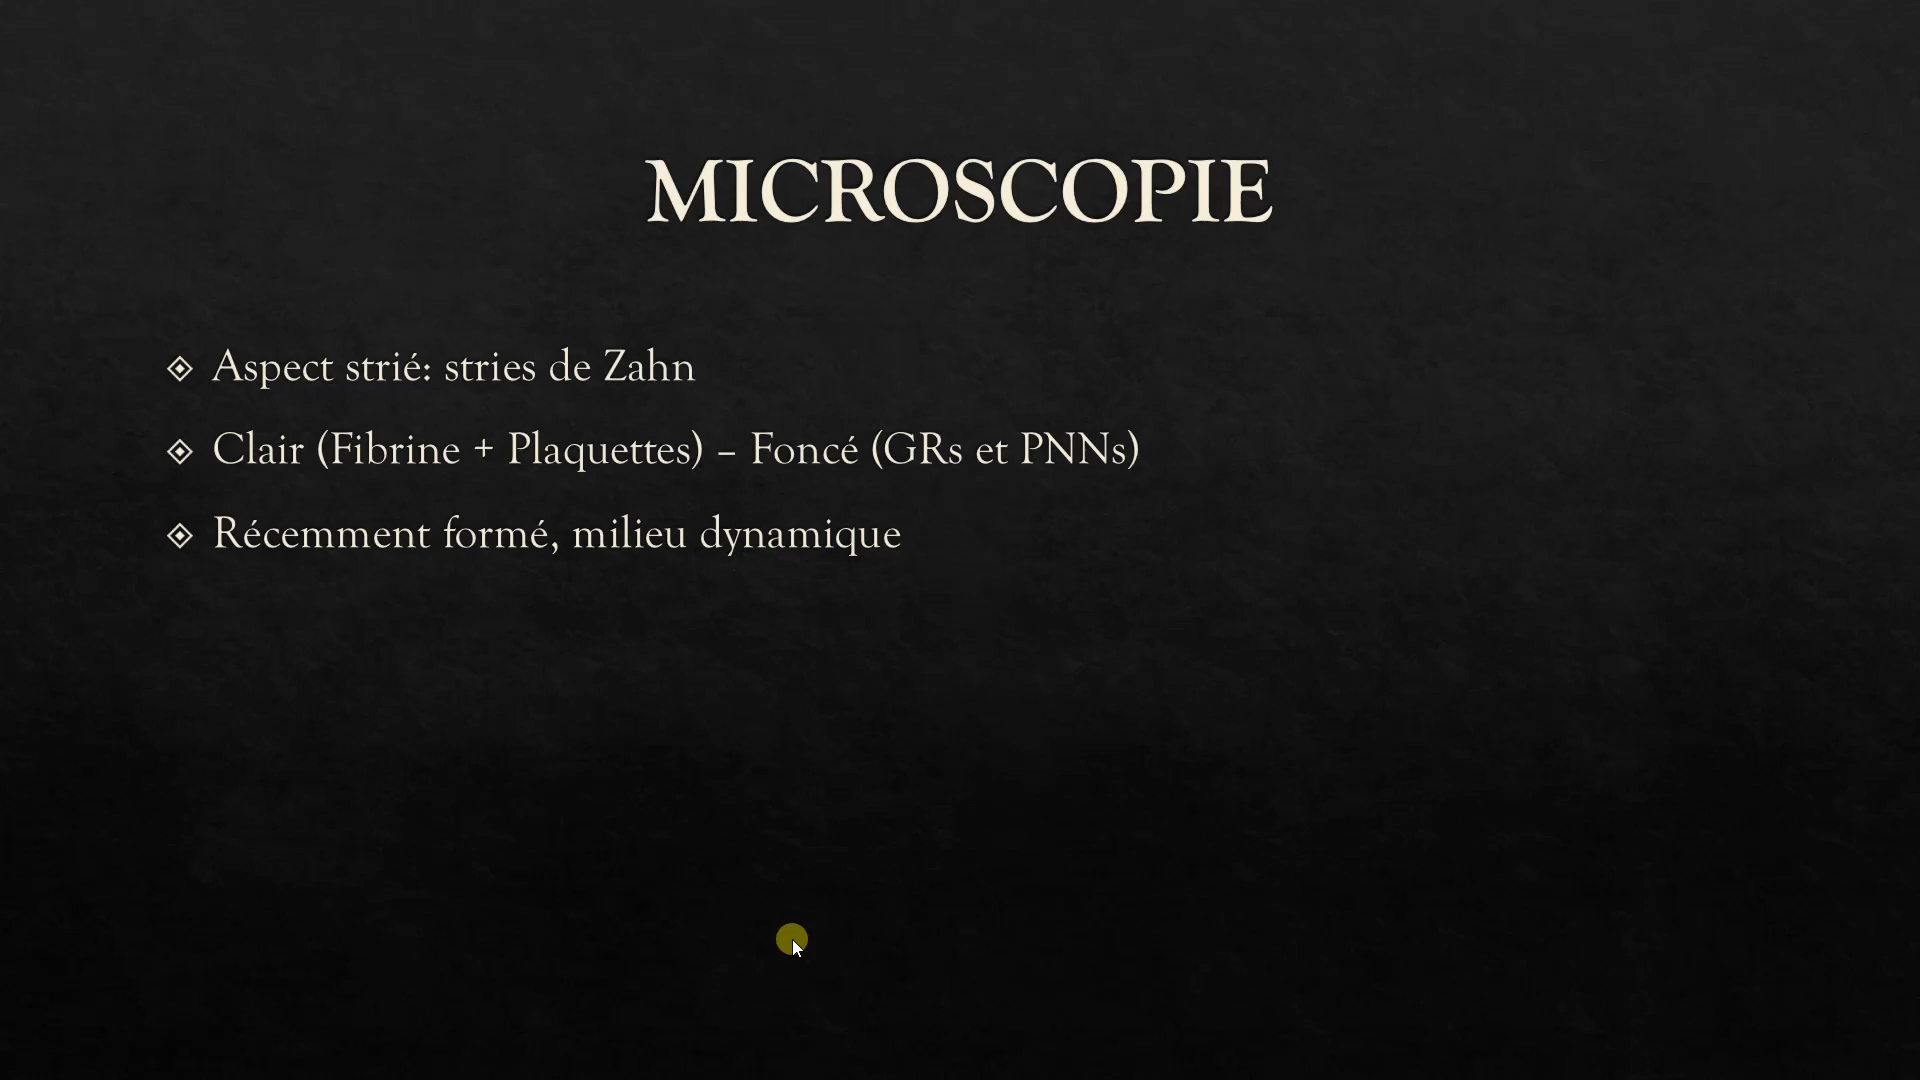 MICROSCOPIE
Aspect strié: stries de Zahn
Clair (Fibrine + Plaquettes) – Foncé (GRs et PNNs)
Récemment formé, milieu dynamique